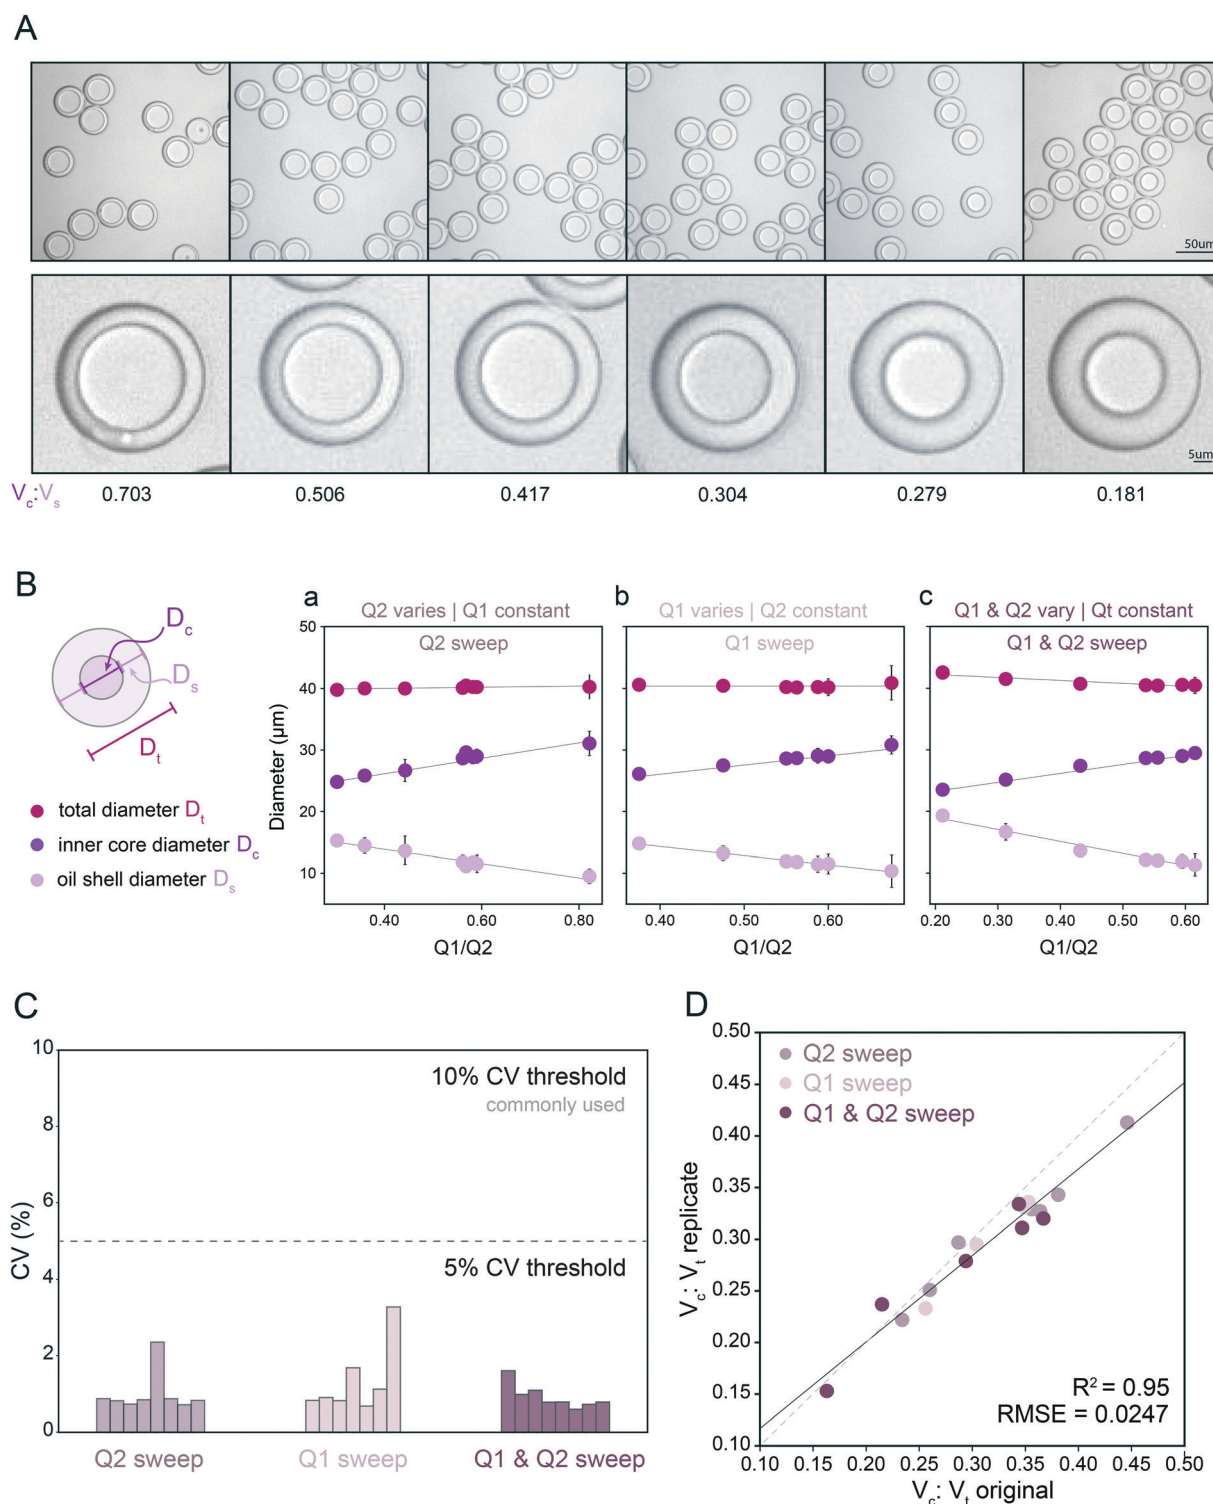 A
50um
5um
Vc:Vs
0.703 0.506 0.417 0.304 0.279 0.181
B
Dc
Ds
Dt
total diameter Dt
inner core diameter Dc
oil shell diameter Ds
a
Q2 varies | Q1 constant
Q2 sweep
b
Q1 varies | Q2 constant
Q1 sweep
c
Q1 & Q2 vary | Qt constant
Q1 & Q2 sweep
Diameter (µm)
50
40
30
20
10
0.40 0.60 0.80
Q1/Q2
0.40 0.50 0.60
Q1/Q2
0.20 0.30 0.40 0.50 0.60
Q1/Q2
C
CV (%)
10
8
6
4
2
0
10% CV threshold
commonly used
5% CV threshold
Q2 sweep
Q1 sweep
Q1 & Q2 sweep
D
Vc: Vt replicate
0.50
0.45
0.40
0.35
0.30
0.25
0.20
0.15
0.10
Q2 sweep
Q1 sweep
Q1 & Q2 sweep
R² = 0.95
RMSE = 0.0247
0.10 0.15 0.20 0.25 0.30 0.35 0.40 0.45 0.50
Vc: Vt original